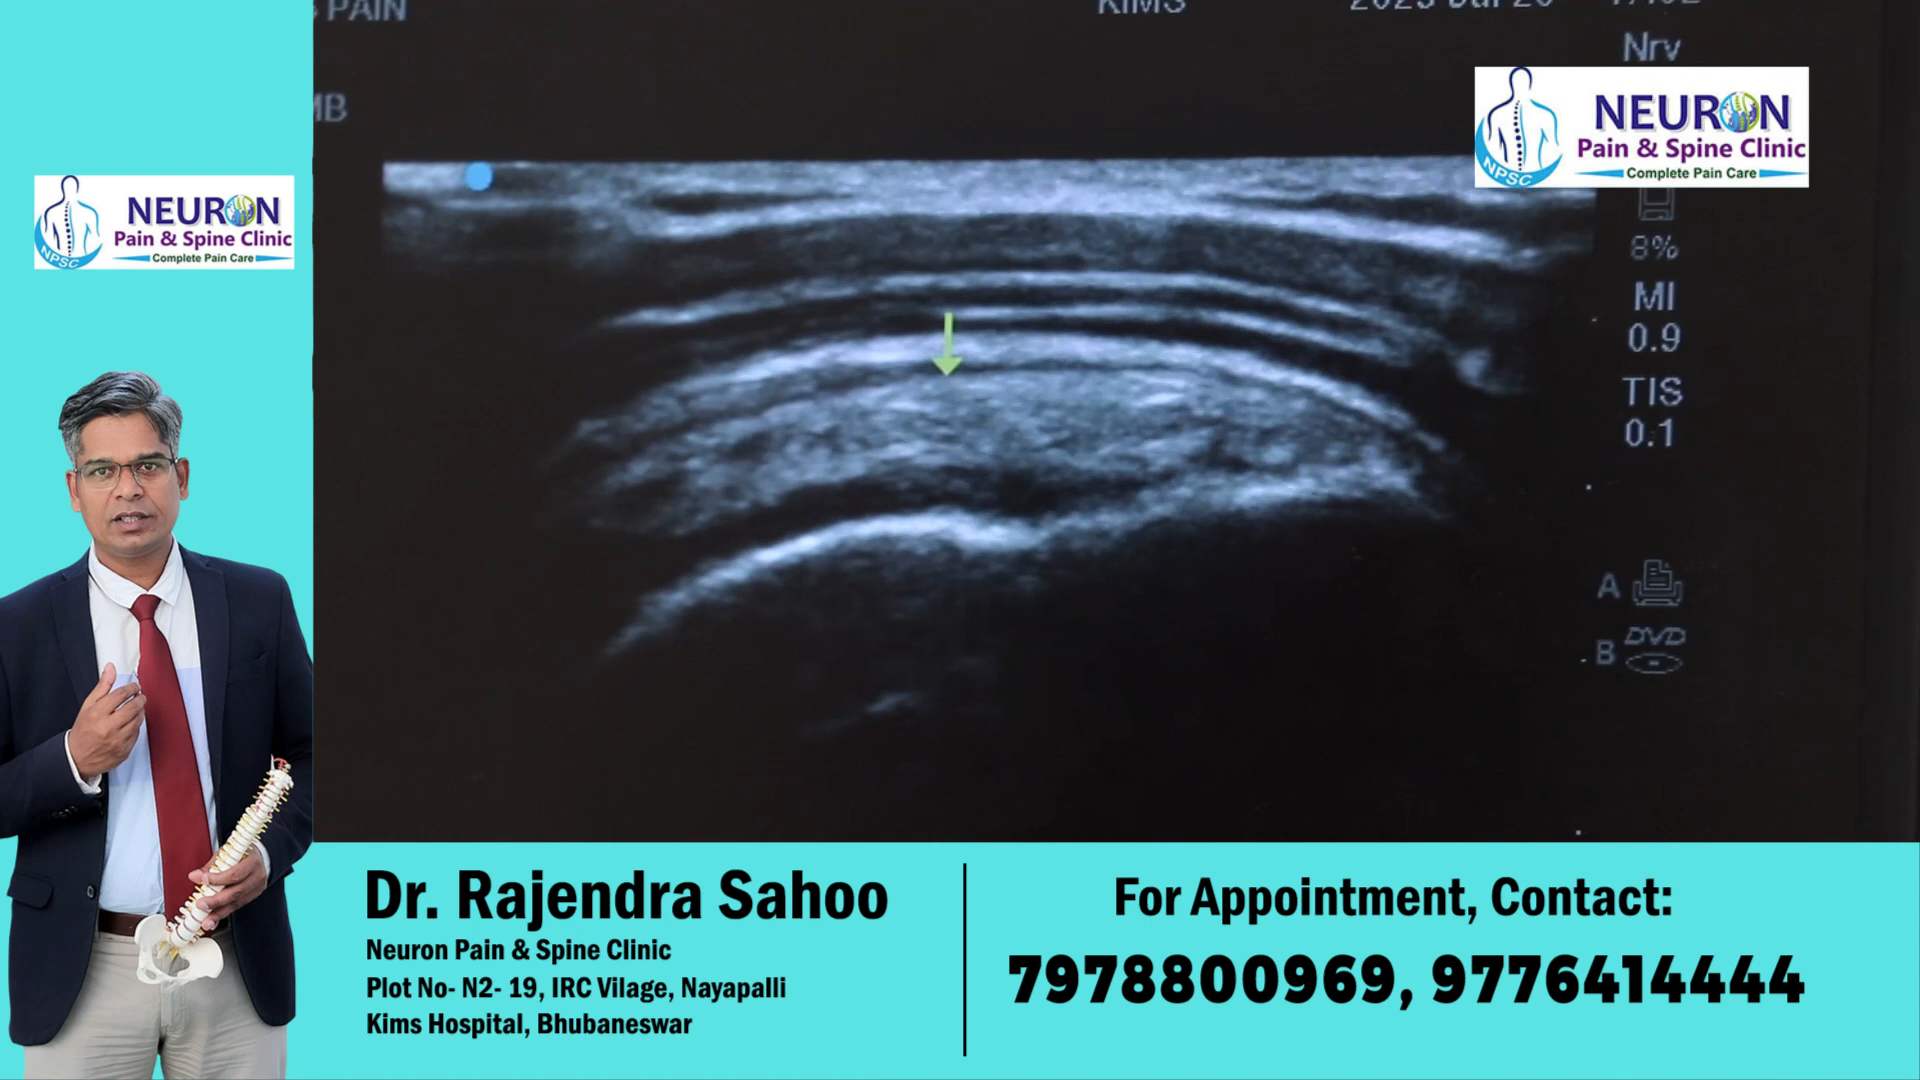 PAIN
KIMS
Nrv
NEURON
Pain & Spine Clinic
Complete Pain Care
NPSC
MB
NEURON
Pain & Spine Clinic
Complete Pain Care
NPSC
8%
MI
0.9
TIS
0.1
A
B DVD
Dr. Rajendra Sahoo
Neuron Pain & Spine Clinic
Plot No- N2- 19, IRC Vilage, Nayapalli
Kims Hospital, Bhubaneswar
For Appointment, Contact:
7978800969, 9776414444